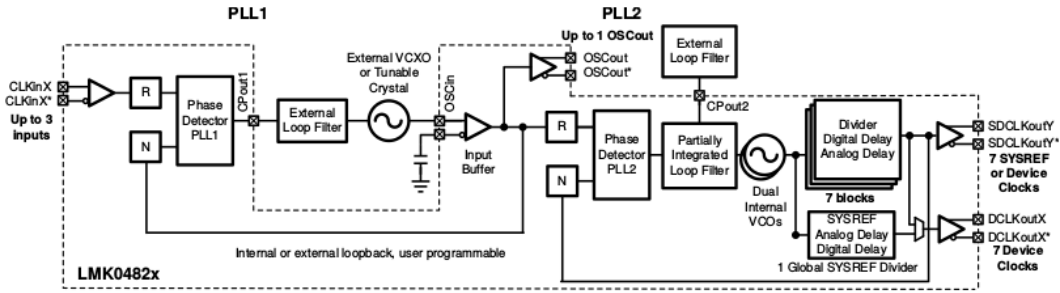 PLL1
PLL2
Up to 1 OSCout
OSCout
OSCout*
External
Loop Filter
External VCXO
or Tunable
Crystal
CLKinX
CLKinX*
Up to 3
inputs
R
N
Phase
Detector
PLL1
CPout1
External
Loop Filter
OSCin
Input
Buffer
R
N
Phase
Detector
PLL2
CPout2
Partially
Integrated
Loop Filter
Dual
Internal
VCOs
Divider
Digital Delay
Analog Delay
7 blocks
SYSREF
Analog Delay
Digital Delay
1 Global SYSREF Divider
SDCLKoutY
SDCLKoutY*
7 SYSREF
or Device
Clocks
DCLKoutX
DCLKoutX*
7 Device
Clocks
Internal or external loopback, user programmable
LMK0482x